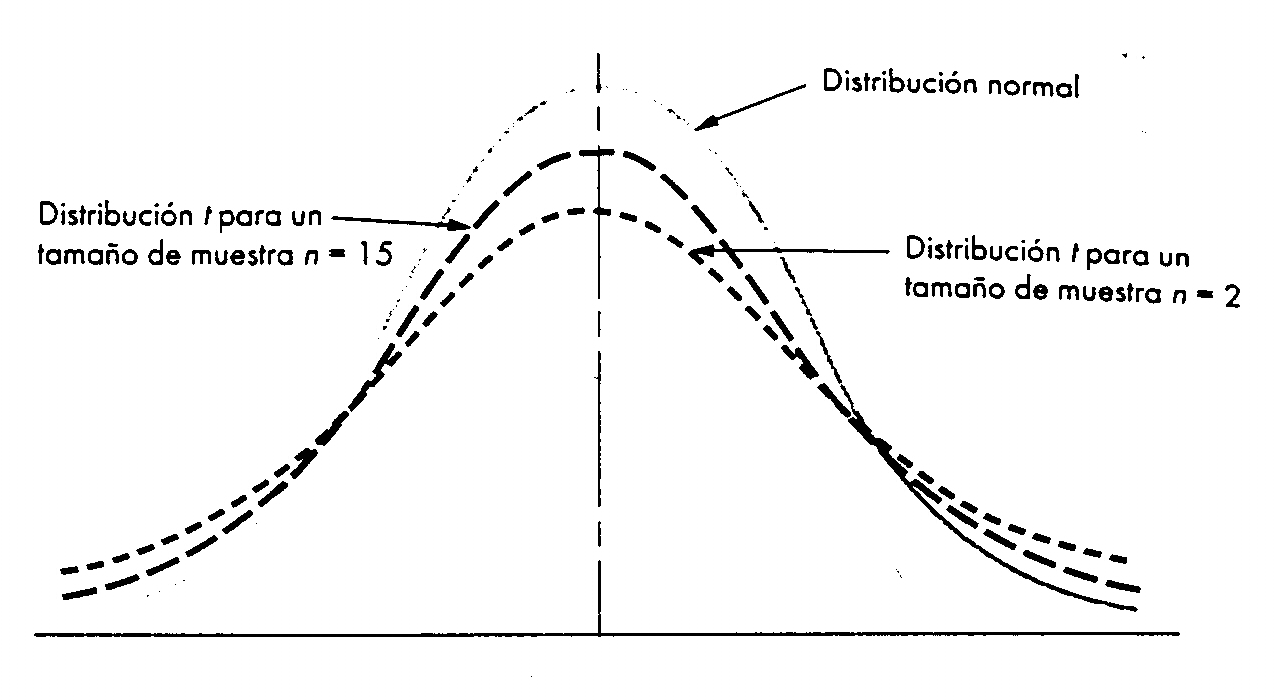 Distribución normal
Distribución t para un
tamaño de muestra n = 15
Distribución t para un
tamaño de muestra n = 2